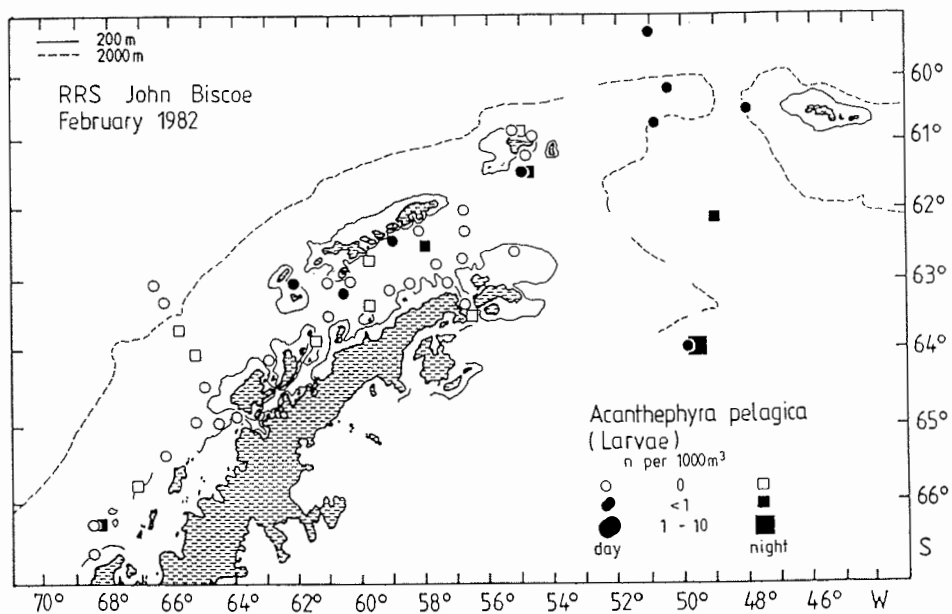 200 m
2000 m
RRS John Biscoe
February 1982
60°
61°
62°
63°
64°
65°
66°
S
Acanthephyra pelagica
(Larvae)
n per 1000m³
0
<1
1 - 10
day night
70° 68° 66° 64° 62° 60° 58° 56° 54° 52° 50° 48° 46° W